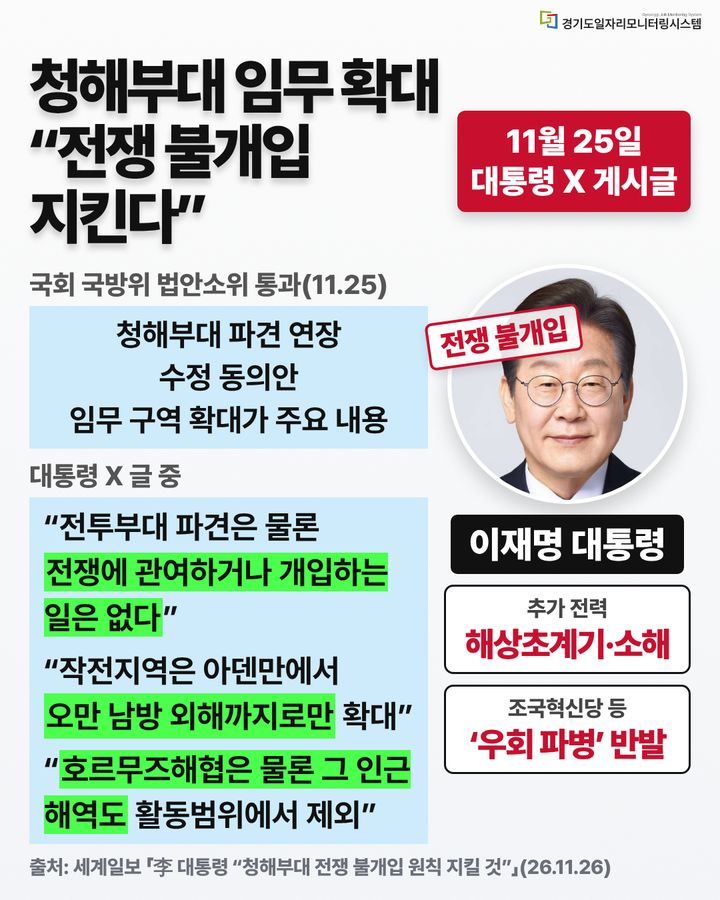 Gyeonggi Job Monitoring System
경기도일자리모니터링시스템
청해부대 임무 확대
“전쟁 불개입
지킨다”
11월 25일
대통령 X 게시글
국회 국방위 법안소위 통과(11.25)
청해부대 파견 연장
수정 동의안
임무 구역 확대가 주요 내용
전쟁 불개입
대통령 X 글 중
“전투부대 파견은 물론
전쟁에 관여하거나 개입하는
일은 없다”
“작전지역은 아덴만에서
오만 남방 외해까지로만 확대”
“호르무즈해협은 물론 그 인근
해역도 활동범위에서 제외”
이재명 대통령
추가 전력
해상초계기·소해
조국혁신당 등
‘우회 파병’ 반발
출처: 세계일보 「李 대통령 “청해부대 전쟁 불개입 원칙 지킬 것”」(26.11.26)